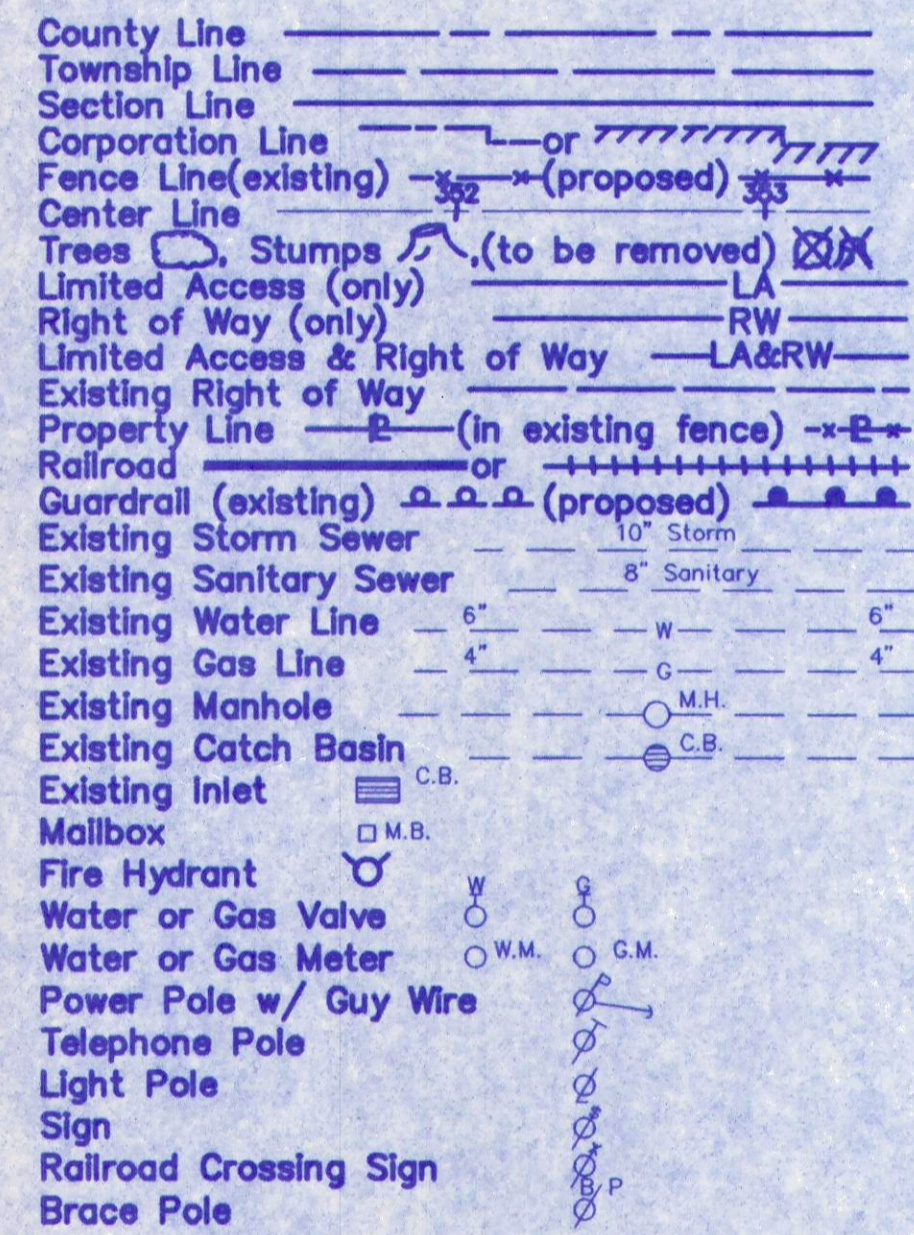 County Line
Township Line
Section Line
Corporation Line or
Fence Line(existing) (proposed)
Center Line 352 353
Trees , Stumps ,(to be removed)
Limited Access (only) LA
Right of Way (only) RW
Limited Access & Right of Way LA&RW
Existing Right of Way
Property Line P (in existing fence) P
Railroad or
Guardrail (existing) (proposed)
Existing Storm Sewer 10" Storm
Existing Sanitary Sewer 8" Sanitary
Existing Water Line 6" W 6"
Existing Gas Line 4" G 4"
Existing Manhole M.H.
Existing Catch Basin C.B.
Existing Inlet C.B.
Mailbox M.B.
Fire Hydrant
Water or Gas Valve W G
Water or Gas Meter W.M. G.M.
Power Pole w/ Guy Wire
Telephone Pole
Light Pole
Sign
Railroad Crossing Sign
Brace Pole B P